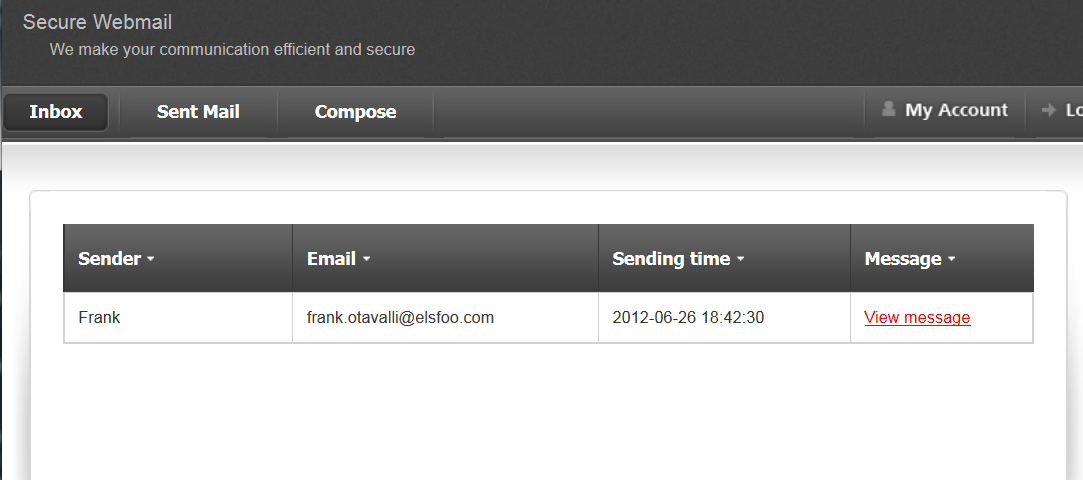 Secure Webmail
We make your communication efficient and secure
Inbox Sent Mail Compose My Account
Sender Email Sending time Message
Frank frank.otavalli@elsfoo.com 2012-06-26 18:42:30 View message